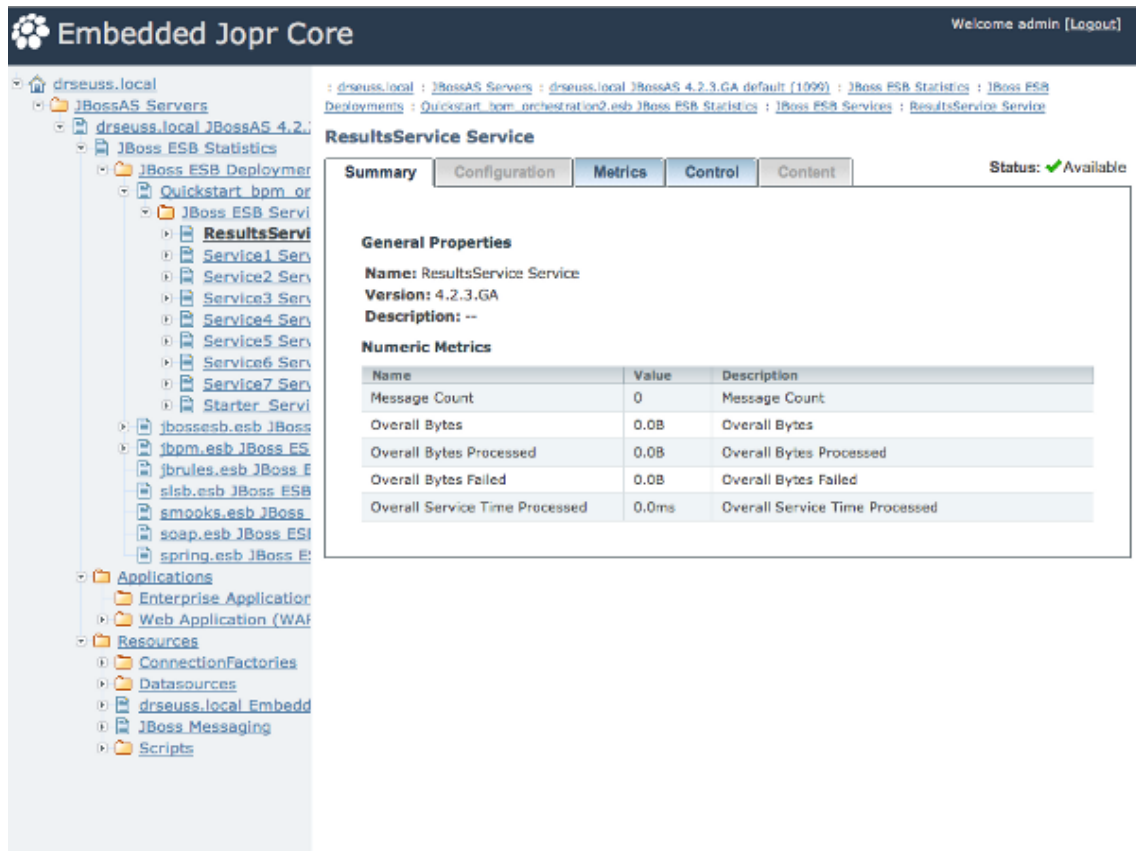 Embedded Jopr Core
Welcome admin [Logout]
drseuss.local
JBossAS Servers
drseuss.local JBossAS 4.2.
JBoss ESB Statistics
JBoss ESB Deploymen
Quickstart_bpm_or
JBoss ESB Servi
ResultsServi
Service1 Serv
Service2 Serv
Service3 Serv
Service4 Serv
Service5 Serv
Service6 Serv
Service7 Serv
Starter_Servi
jbossesb.esb JBoss
jbpm.esb JBoss ES
jbrules.esb JBoss E
slsb.esb JBoss ESB
smooks.esb JBoss
soap.esb JBoss ESI
spring.esb JBoss E
Applications
Enterprise Application
Web Application (WAR
Resources
ConnectionFactories
Datasources
drseuss.local Embedd
JBoss Messaging
Scripts
: drseuss.local : JBossAS Servers : drseuss.local JBossAS 4.2.3.GA default (1099) : JBoss ESB Statistics : JBoss ESB
Deployments : Quickstart_bpm_orchestration2.esb JBoss ESB Statistics : JBoss ESB Services : ResultsService Service
ResultsService Service
Summary Configuration Metrics Control Content
Status: Available
General Properties
Name: ResultsService Service
Version: 4.2.3.GA
Description: --
Numeric Metrics
Name Value Description
Message Count 0 Message Count
Overall Bytes 0.0B Overall Bytes
Overall Bytes Processed 0.0B Overall Bytes Processed
Overall Bytes Failed 0.0B Overall Bytes Failed
Overall Service Time Processed 0.0ms Overall Service Time Processed